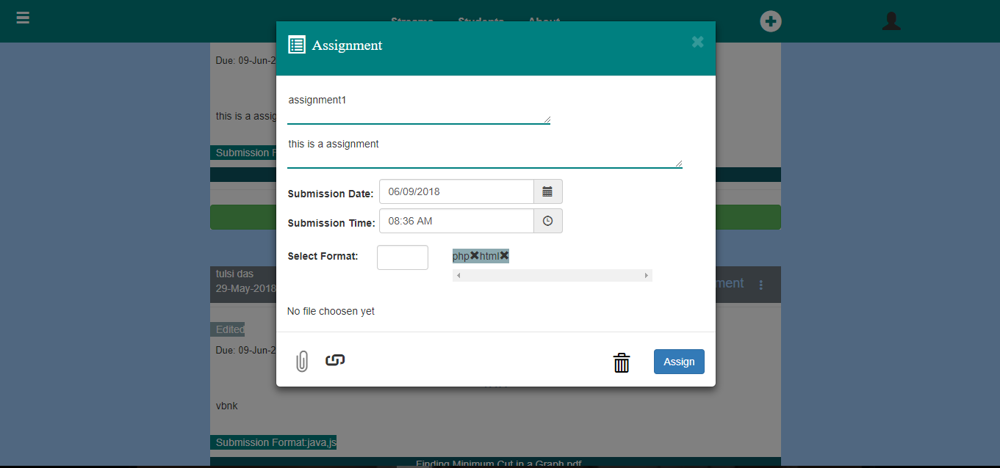 Streams Students About
Assignment
Due: 09-Jun-2
assignment1
this is a assig
this is a assignment
Submission F
Submission Date: 06/09/2018
Submission Time: 08:36 AM
Select Format: php✖html✖
tulsi das
29-May-2018
ment
No file choosen yet
Edited
Due: 09-Jun-2
Assign
vbnk
Submission Format:java,js
Finding Minimum Cut in a Graph.pdf